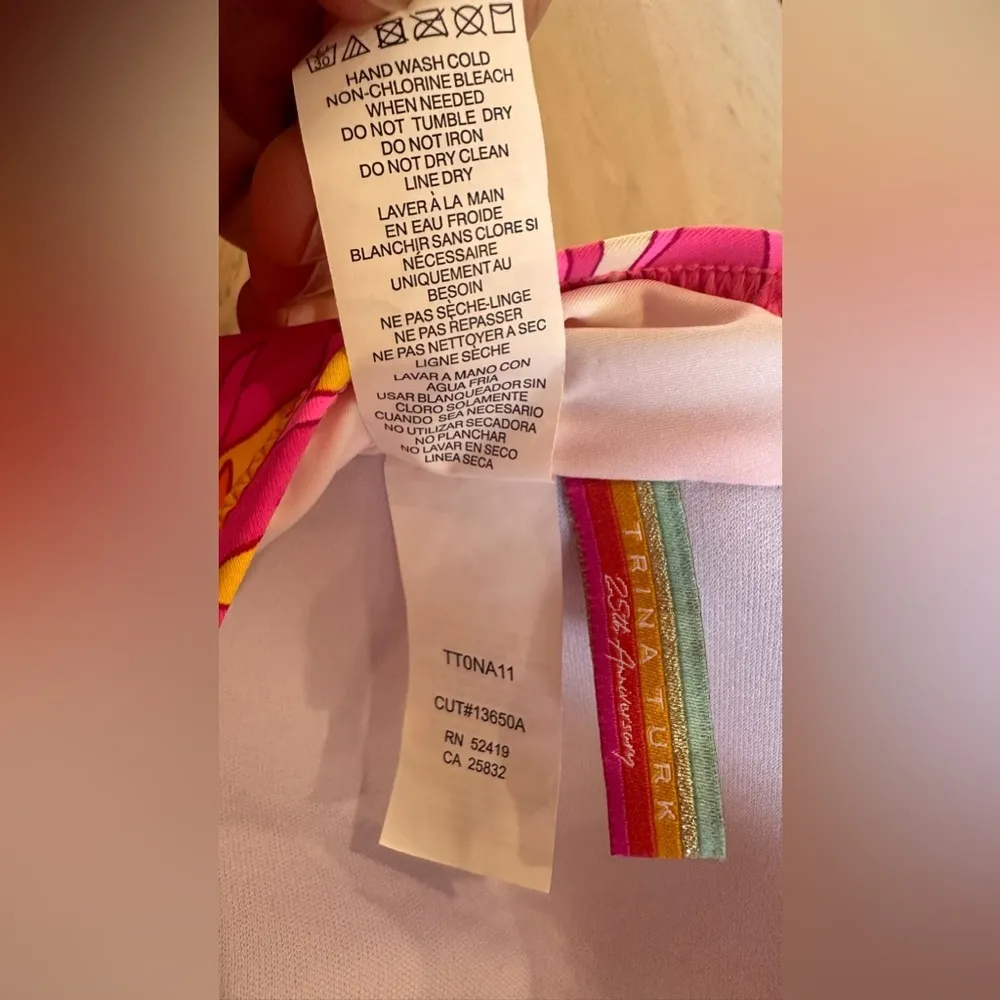 30
HAND WASH COLD
NON-CHLORINE BLEACH
WHEN NEEDED
DO NOT TUMBLE DRY
DO NOT IRON
DO NOT DRY CLEAN
LINE DRY
LAVER À LA MAIN
EN EAU FROIDE
BLANCHIR SANS CLORE SI
NÉCESSAIRE
UNIQUEMENT AU
BESOIN
NE PAS SÈCHE-LINGE
NE PAS REPASSER
NE PAS NETTOYER A SEC
LIGNE SÈCHE
LAVAR A MANO CON
AGUA FRIA
USAR BLANQUEADOR SIN
CLORO SOLAMENTE
CUANDO SEA NECESARIO
NO UTILIZAR SECADORA
NO PLANCHAR
NO LAVAR EN SECO
LINEA SECA
TT0NA11
CUT#13650A
RN 52419
CA 25832
TRINA TURK
25th Anniversary